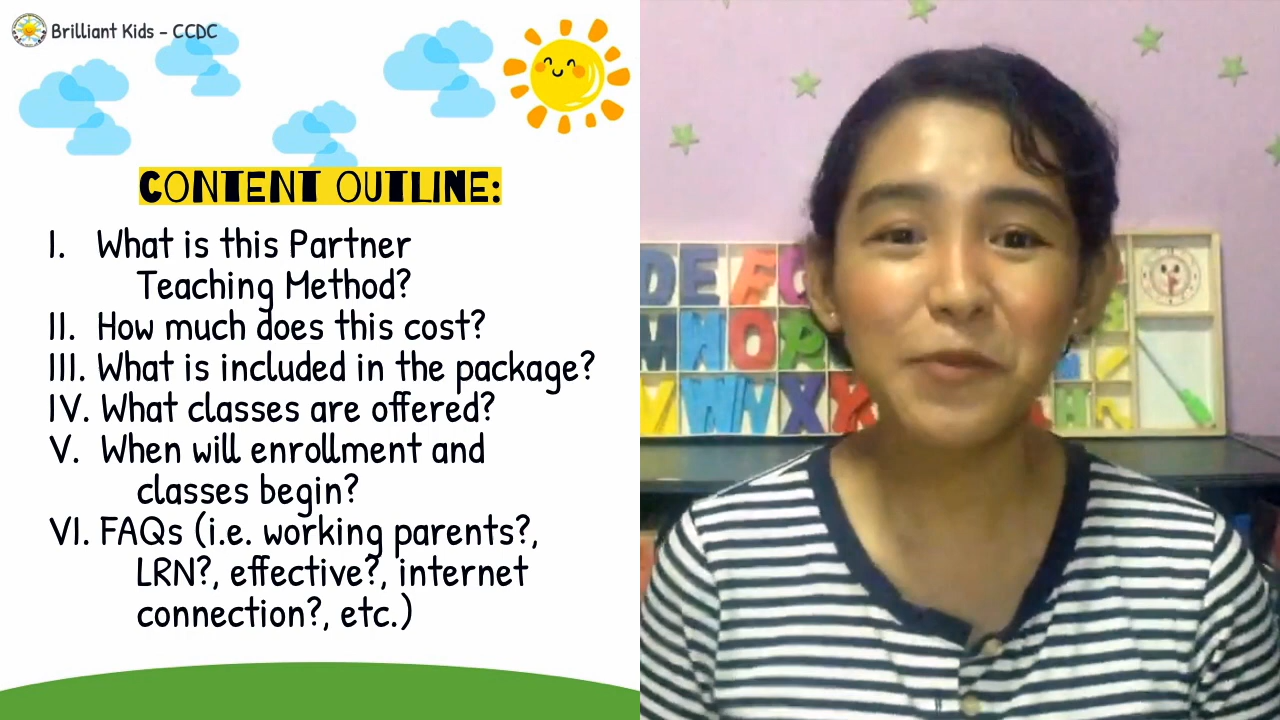 Brilliant Kids - CCDC
CONTENT OUTLINE:
I. What is this Partner
Teaching Method?
II. How much does this cost?
III. What is included in the package?
IV. What classes are offered?
V. When will enrollment and
classes begin?
VI. FAQs (i.e. working parents?,
LRN?, effective?, internet
connection?, etc.)
D E F
N O P
W X